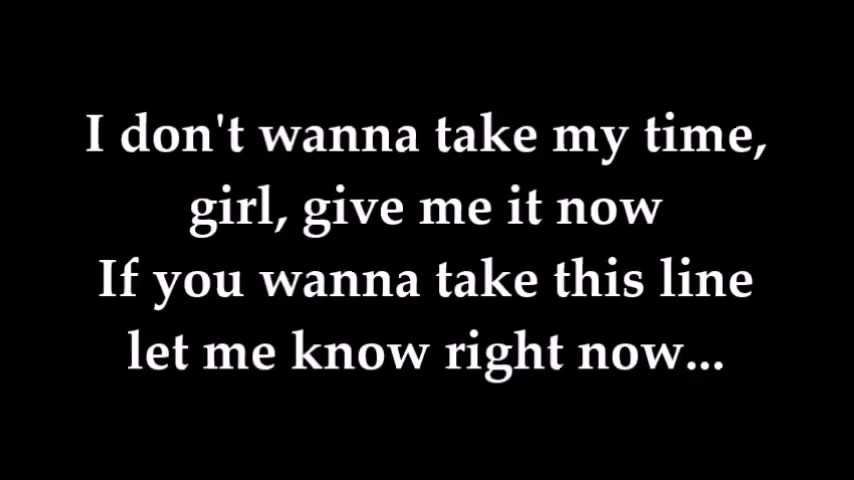 I don't wanna take my time,
girl, give me it now
If you wanna take this line
let me know right now...